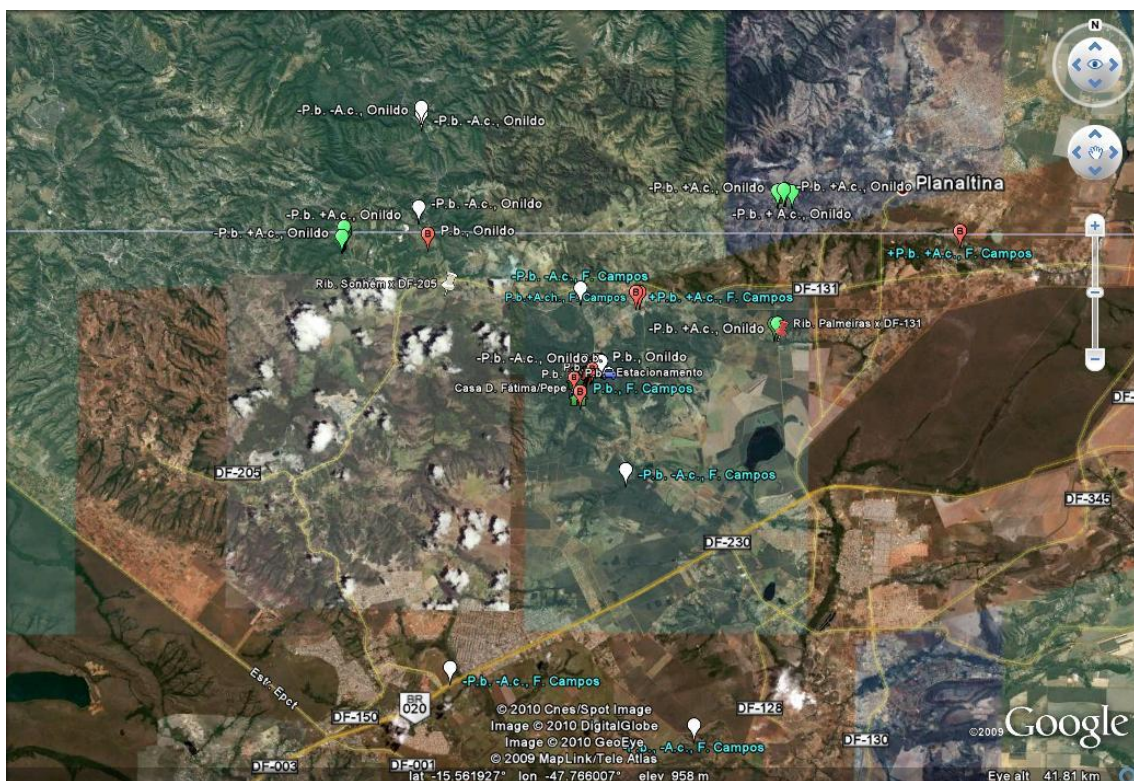 N
-P.b. -A.c., Onildo
-P.b. -A.c., Onildo
-P.b. +A.c., Onildo
-P.b. +A.c., Onildo
Planaltina
-P.b. + A.c., Onildo
-P.b. -A.c., Onildo
-P.b. +A.c., Onildo
-P.b. +A.c., Onildo
B
P.b., Onildo
B
+P.b. +A.c., F. Campos
-P.b. -A.c., F. Campos
Rib. Sonhem x DF-205
P.b.+A.ch., F. Campos
B
+P.b. +A.c., F. Campos
DF-131
-P.b. +A.c., Onildo
Rib. Palmeiras x DF-131
-P.b. -A.c., Onildo
P.b., Onildo
P.b.
P.b.
Estacionamento
B
Casa D. Fátima/Pepe
B
P.b., F. Campos
DF-205
-P.b. -A.c., F. Campos
DF-345
DF-230
Estr. Epct
-P.b. -A.c., F. Campos
BR
020
DF-150
DF-128
DF-130
DF-003
DF-001
-A.c., F. Campos
© 2010 Cnes/Spot Image
Image © 2010 DigitalGlobe
Image © 2010 GeoEye
© 2009 MapLink/Tele Atlas
©2009 Google
lat -15.561927° lon -47.766007° elev 958 m
Eye alt 41.81 km